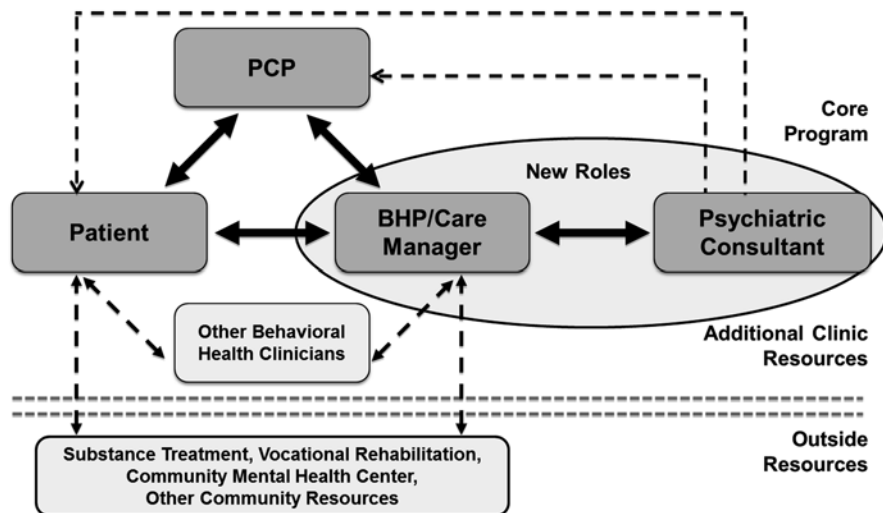 PCP
Core
Program
New Roles
Patient
BHP/Care
Manager
Psychiatric
Consultant
Other Behavioral
Health Clinicians
Additional Clinic
Resources
Substance Treatment, Vocational Rehabilitation,
Community Mental Health Center,
Other Community Resources
Outside
Resources